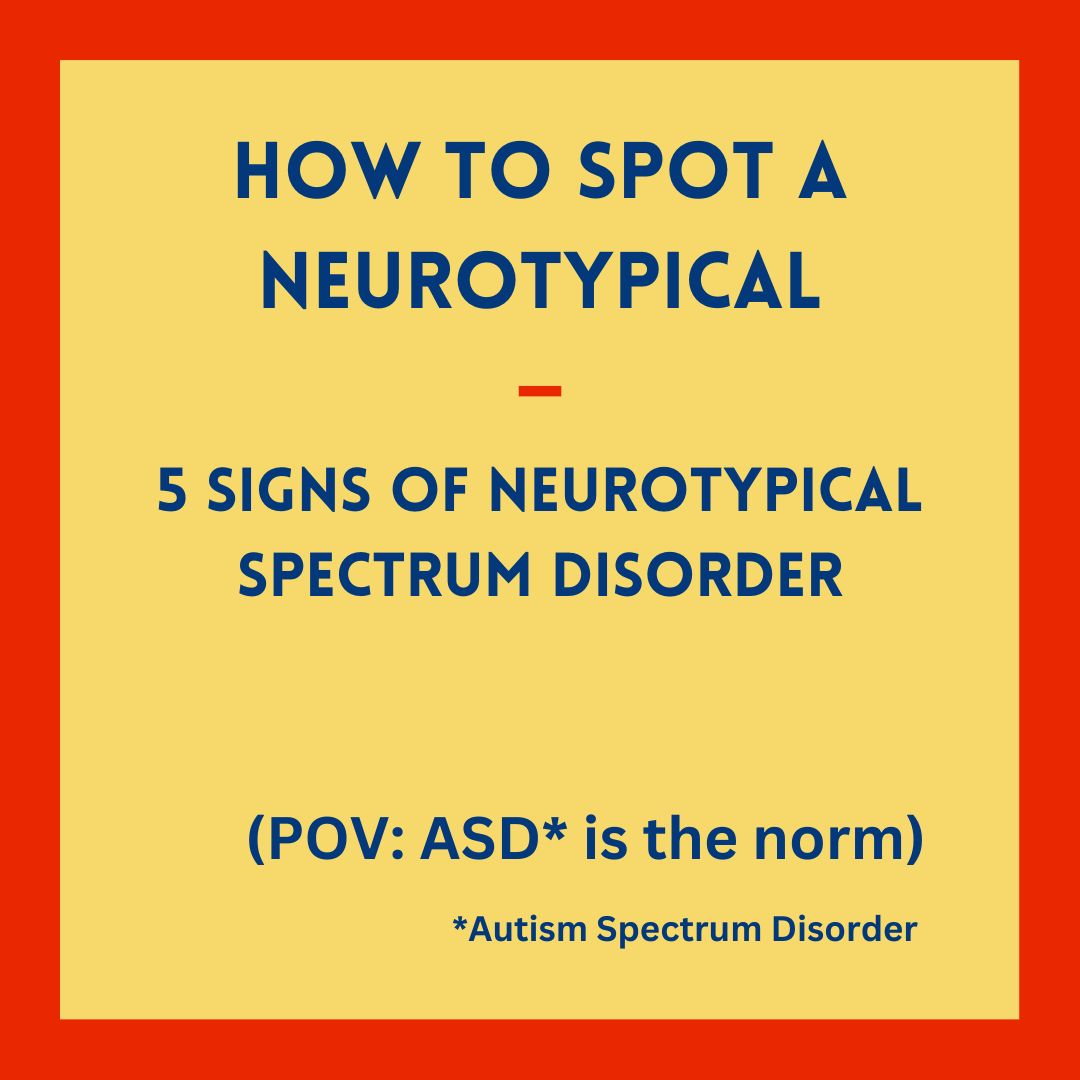 HOW TO SPOT A
NEUROTYPICAL
–
5 SIGNS OF NEUROTYPICAL
SPECTRUM DISORDER
(POV: ASD* is the norm)
*Autism Spectrum Disorder